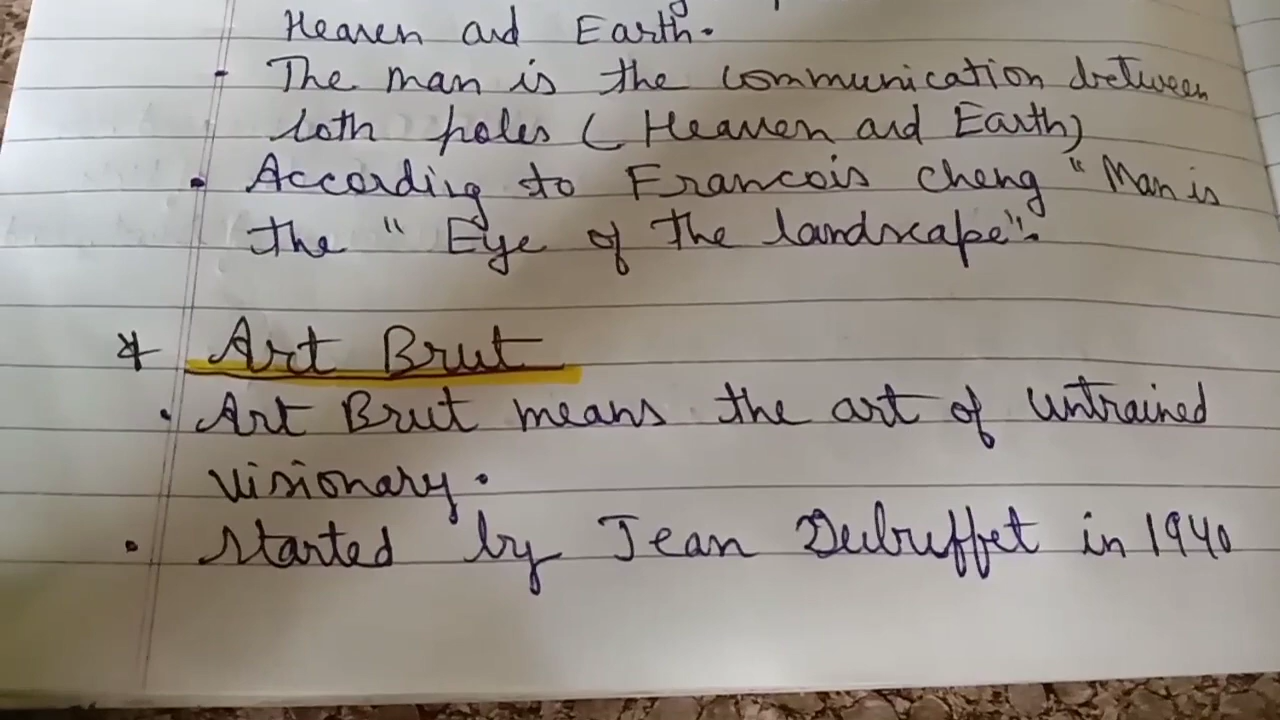 Heaven and Earth.
- The man is the communication between
both poles ( Heaven and Earth)
• According to Francois cheng "Man is
the " Eye of the landscape".
* Art Brut
• Art Brut means the art of untrained
visionary.
• Started by Jean Dubuffet in 1940